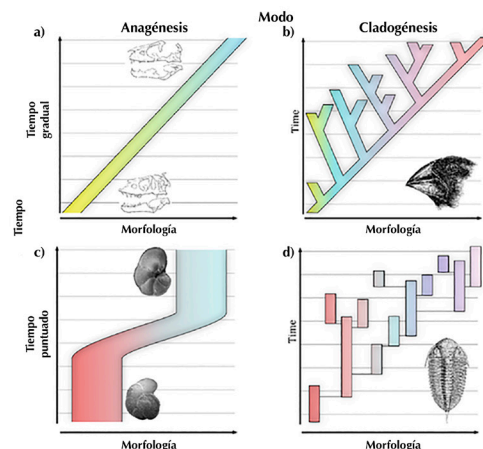 Modo
Anagénesis
Cladogénesis
a)
b)
Tiempo
gradual
Time
Morfología
Morfología
Tiempo
c)
d)
Tiempo
puntuado
Time
Morfología
Morfología